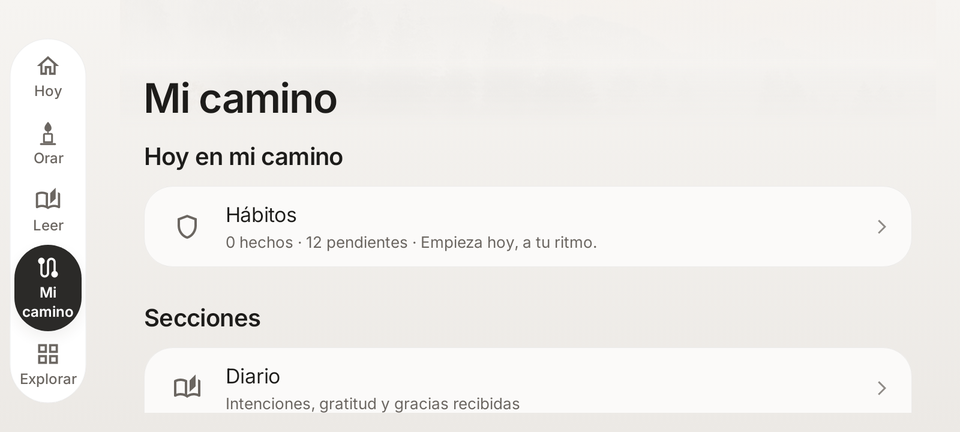 Hoy
Orar
Leer
Mi
camino
Explorar
Mi camino
Hoy en mi camino
Hábitos
0 hechos · 12 pendientes · Empieza hoy, a tu ritmo.
Secciones
Diario
Intenciones, gratitud y gracias recibidas